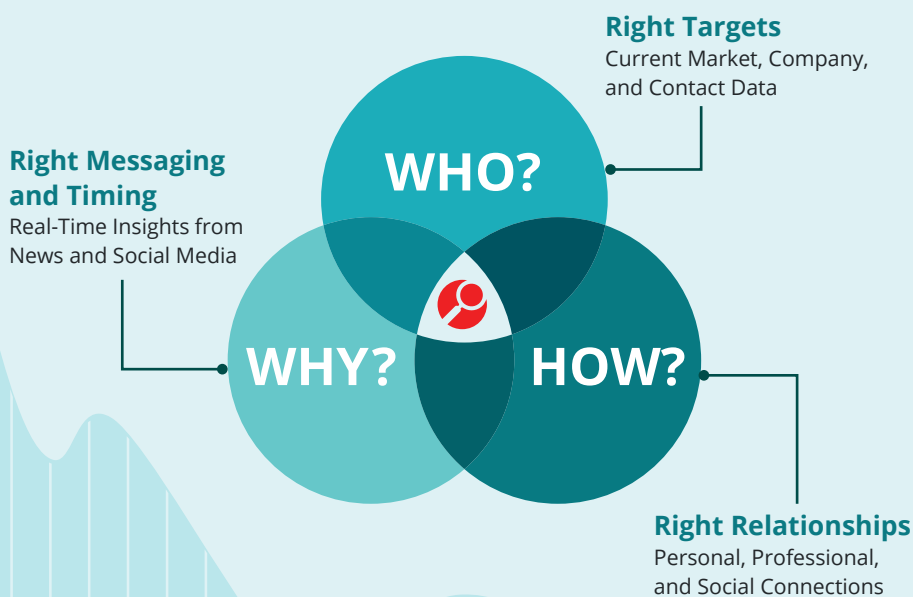 Right Targets
Current Market, Company,
and Contact Data
WHO?
Right Messaging
and Timing
Real-Time Insights from
News and Social Media
WHY?
HOW?
Right Relationships
Personal, Professional,
and Social Connections